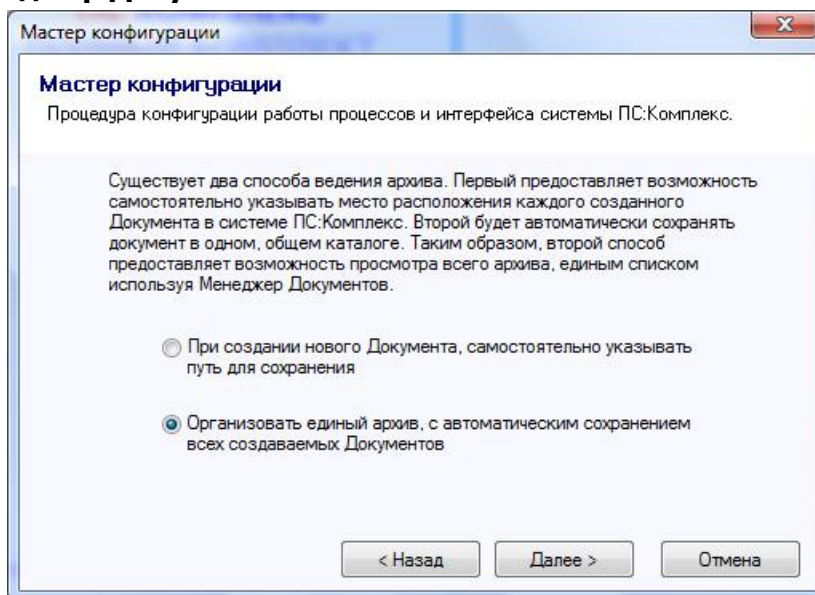 Мастер конфигурации
Мастер конфигурации
Процедура конфигурации работы процессов и интерфейса системы ПС:Комплекс.
Существует два способа ведения архива. Первый предоставляет возможность
самостоятельно указывать место расположения каждого созданного
Документа в системе ПС:Комплекс. Второй будет автоматически сохранять
документ в одном, общем каталоге. Таким образом, второй способ
предоставляет возможность просмотра всего архива, единым списком
используя Менеджер Документов.
При создании нового Документа, самостоятельно указывать
путь для сохранения
Организовать единый архив, с автоматическим сохранением
всех создаваемых Документов
< Назад Далее > Отмена